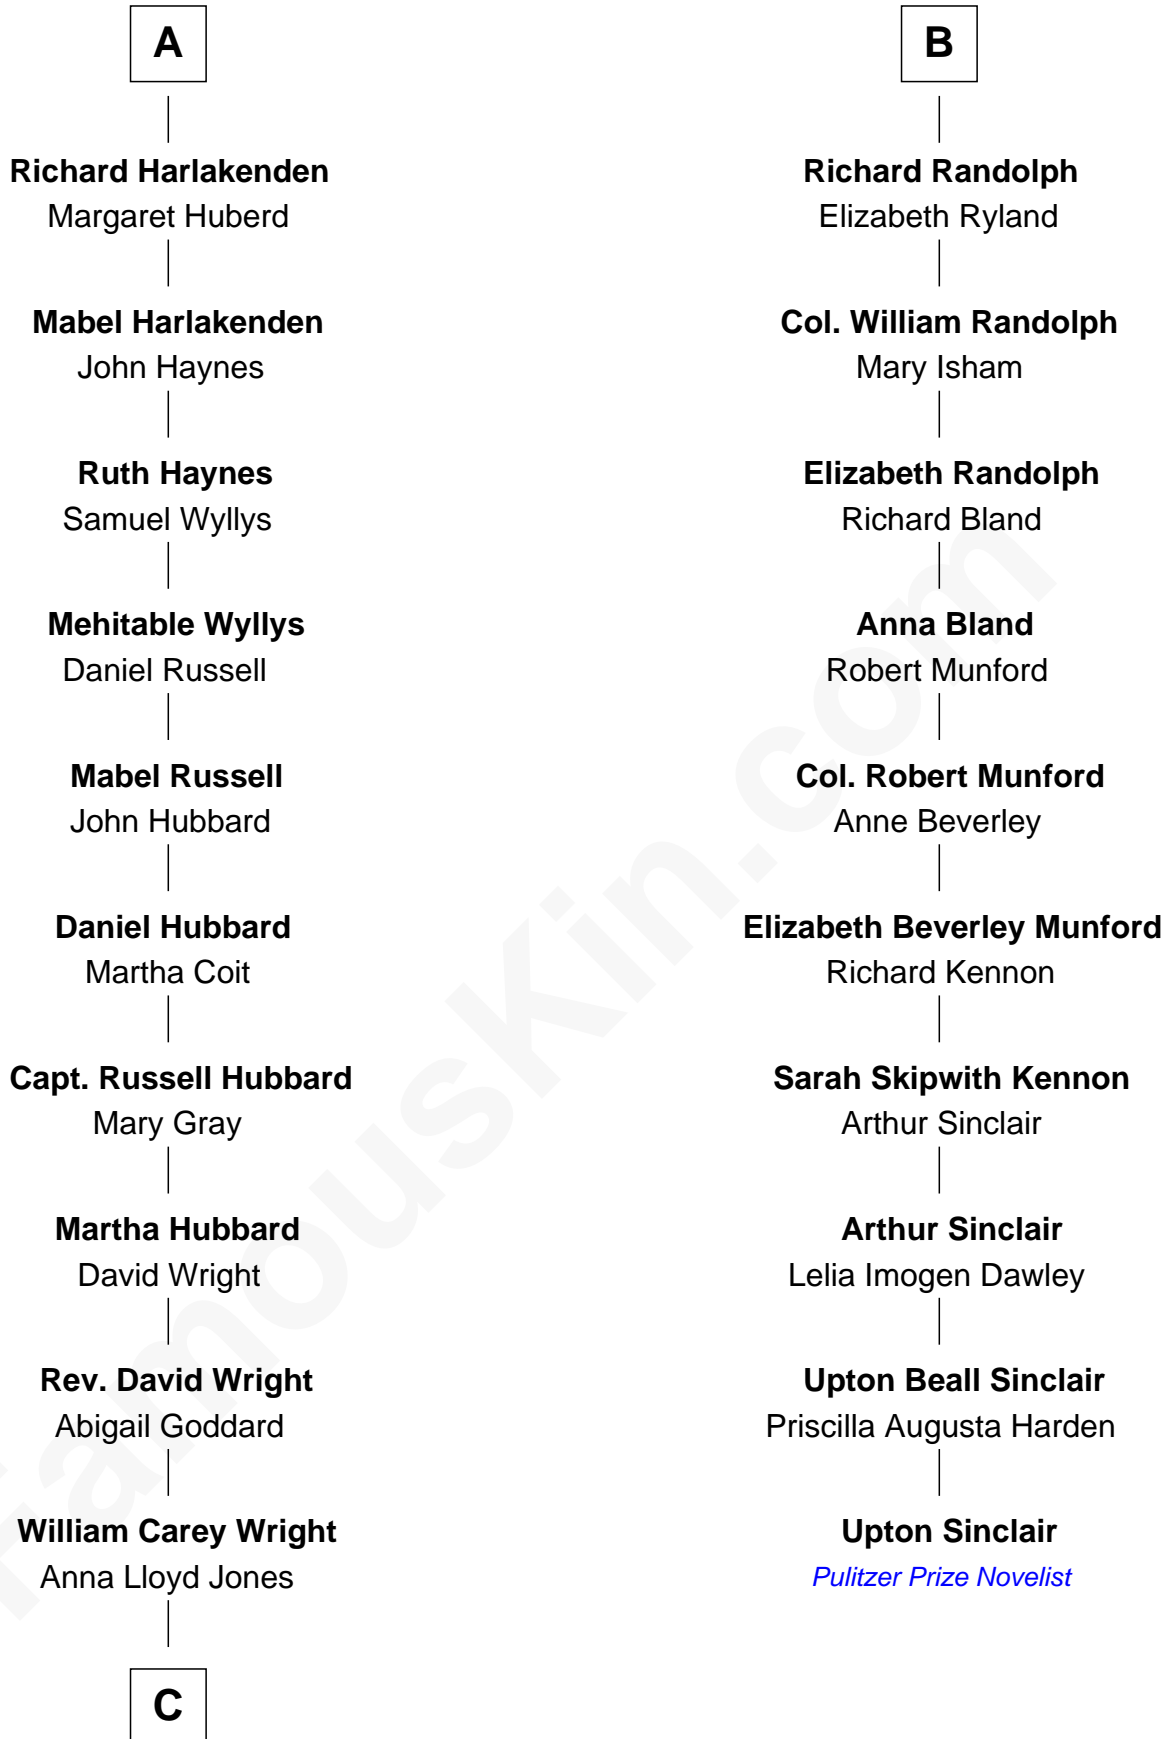 A
Richard Harlakenden
Margaret Huberd
Mabel Harlakenden
John Haynes
Ruth Haynes
Samuel Wyllys
Mehitable Wyllys
Daniel Russell
Mabel Russell
John Hubbard
Daniel Hubbard
Martha Coit
Capt. Russell Hubbard
Mary Gray
Martha Hubbard
David Wright
Rev. David Wright
Abigail Goddard
William Carey Wright
Anna Lloyd Jones
C
B
Richard Randolph
Elizabeth Ryland
Col. William Randolph
Mary Isham
Elizabeth Randolph
Richard Bland
Anna Bland
Robert Munford
Col. Robert Munford
Anne Beverley
Elizabeth Beverley Munford
Richard Kennon
Sarah Skipwith Kennon
Arthur Sinclair
Arthur Sinclair
Lelia Imogen Dawley
Upton Beall Sinclair
Priscilla Augusta Harden
Upton Sinclair
Pulitzer Prize Novelist
FamousKin.com